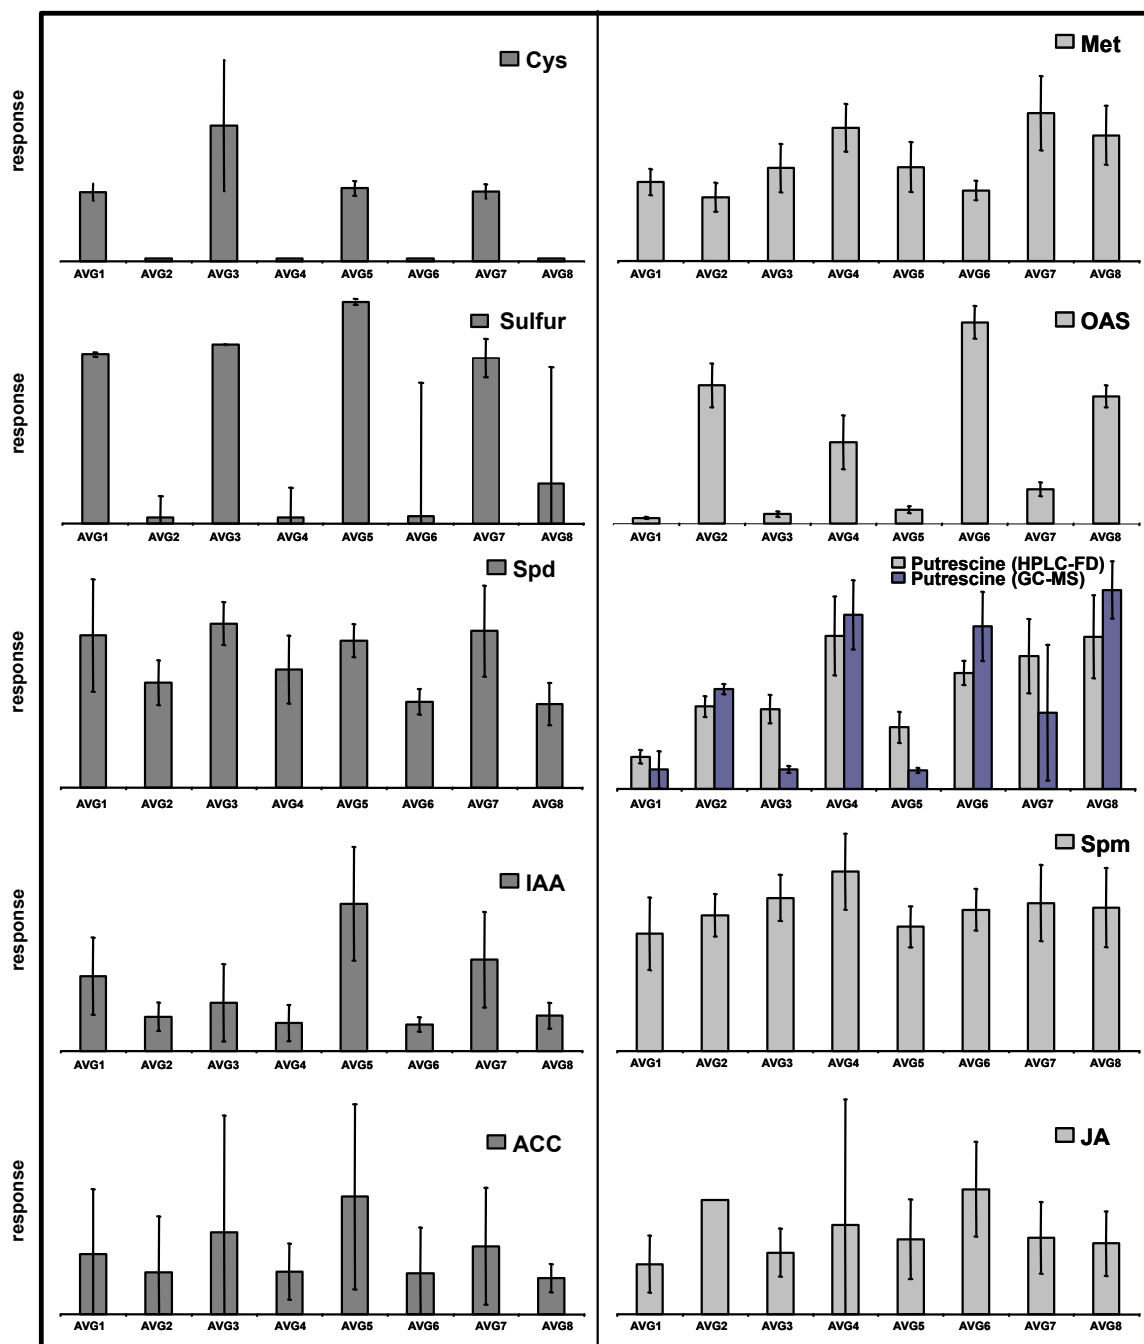 Cys
response
AVG1 AVG2 AVG3 AVG4 AVG5 AVG6 AVG7 AVG8
Met
AVG1 AVG2 AVG3 AVG4 AVG5 AVG6 AVG7 AVG8
Sulfur
response
AVG1 AVG2 AVG3 AVG4 AVG5 AVG6 AVG7 AVG8
OAS
AVG1 AVG2 AVG3 AVG4 AVG5 AVG6 AVG7 AVG8
Spd
response
AVG1 AVG2 AVG3 AVG4 AVG5 AVG6 AVG7 AVG8
Putrescine (HPLC-FD)
Putrescine (GC-MS)
AVG1 AVG2 AVG3 AVG4 AVG5 AVG6 AVG7 AVG8
IAA
response
AVG1 AVG2 AVG3 AVG4 AVG5 AVG6 AVG7 AVG8
Spm
AVG1 AVG2 AVG3 AVG4 AVG5 AVG6 AVG7 AVG8
ACC
response
AVG1 AVG2 AVG3 AVG4 AVG5 AVG6 AVG7 AVG8
JA
AVG1 AVG2 AVG3 AVG4 AVG5 AVG6 AVG7 AVG8